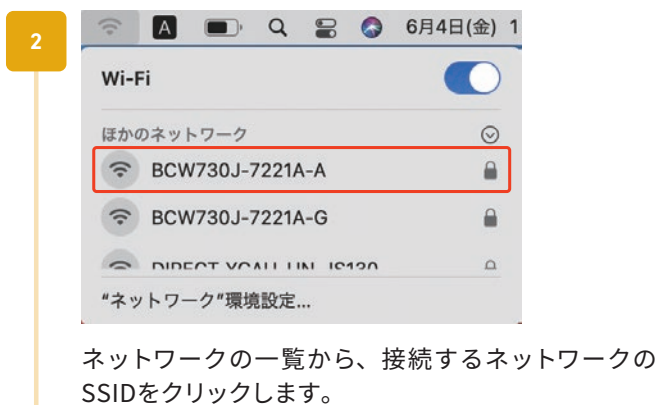 2
A 6月4日(金) 1
Wi-Fi
ほかのネットワーク
BCW730J-7221A-A
BCW730J-7221A-G
"ネットワーク"環境設定...
ネットワークの一覧から、接続するネットワークの
SSIDをクリックします。